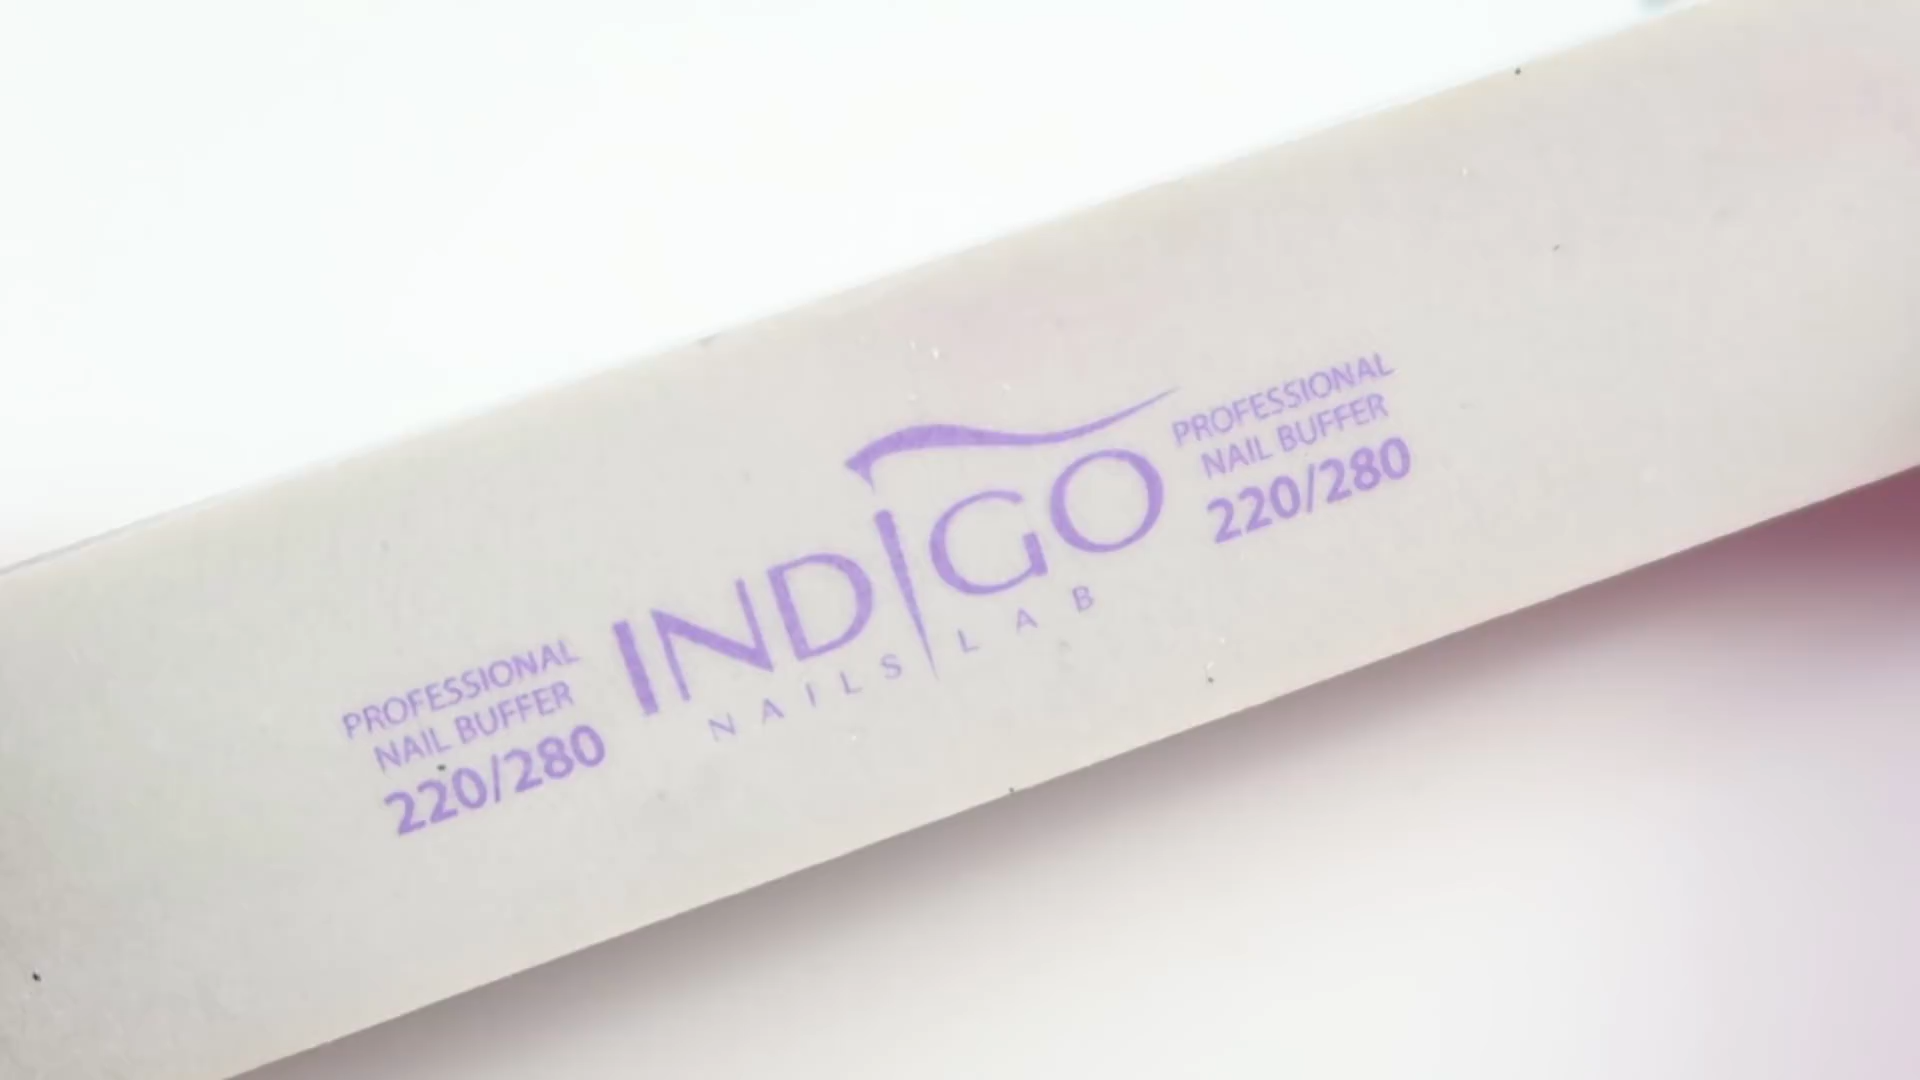 PROFESSIONAL
NAIL BUFFER
220/280
INDIGO
NAILS LAB
PROFESSIONAL
NAIL BUFFER
220/280